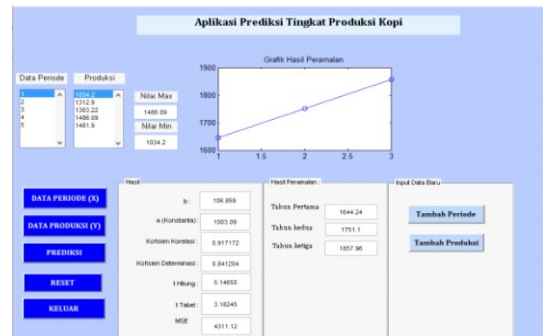 Aplikasi Prediksi Tingkat Produksi Kopi
Grafik Hasil Peramalan
1900
1800
1700
1600
1 1.5 2 2.5 3
Data Periode Produksi
1 1034.2
2 1312.9
3 1303.22
4 1486.09
5 1481.9
Nilai Max
1486.09
Nilai Min
1034.2
DATA PERIODE (X)
DATA PRODUKSI (Y)
PREDIKSI
RESET
KELUAR
Hasil
b : 106.859
a (Konstanta) : 1003.09
Kofisien Korelasi : 0.917172
Kofisien Determinasi : 0.841204
t Hitung : 5.14655
t Tabel : 3.18245
MSE 4311.12
Hasil Peramalan :
Tahun Pertama 1644.24
Tahun kedua 1751.1
Tahun ketiga 1857.96
Input Data Baru
Tambah Periode
Tambah Produksi